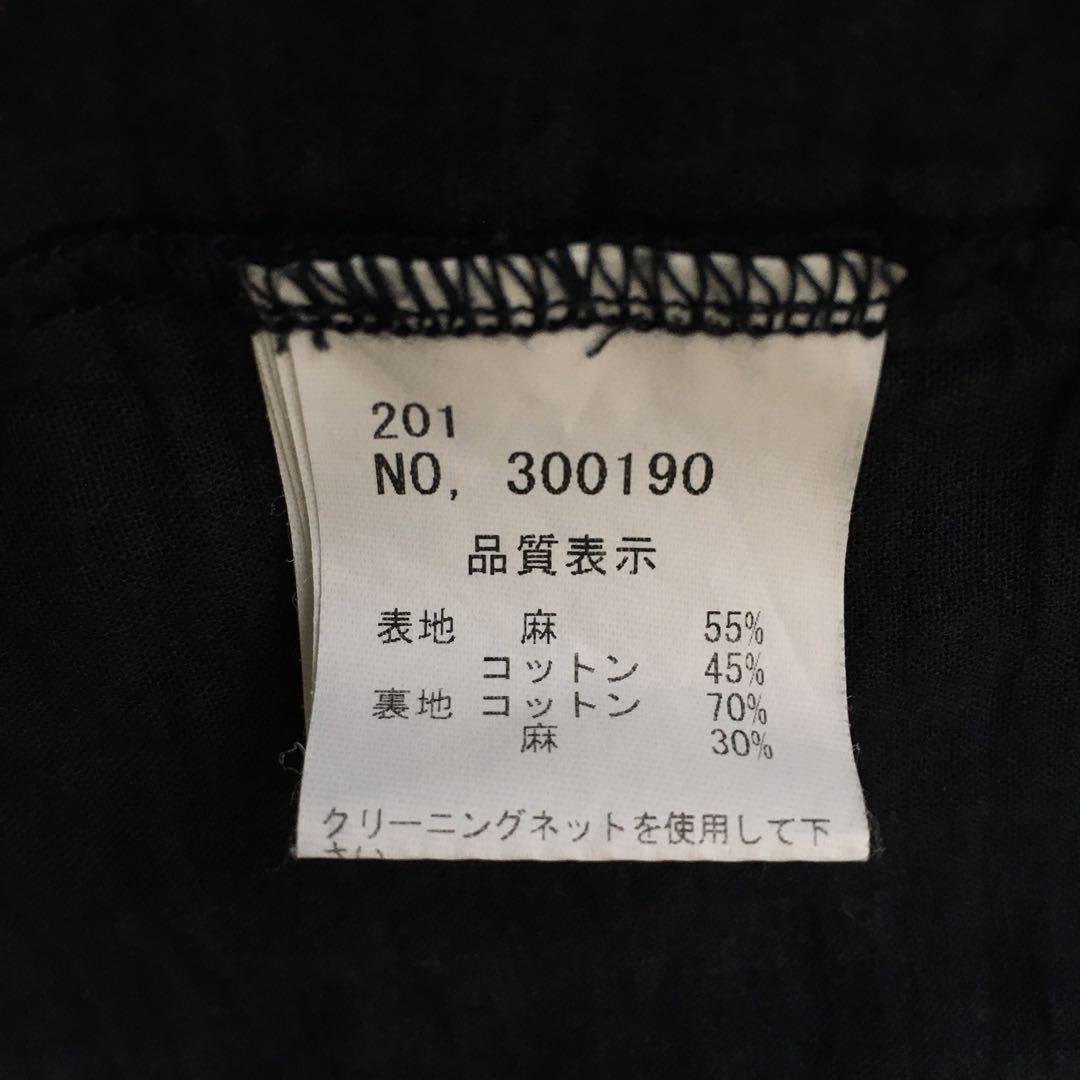 201
NO, 300190
品質表示
表地 麻 55%
コットン 45%
裏地 コットン 70%
麻 30%
クリーニングネットを使用して下
さい